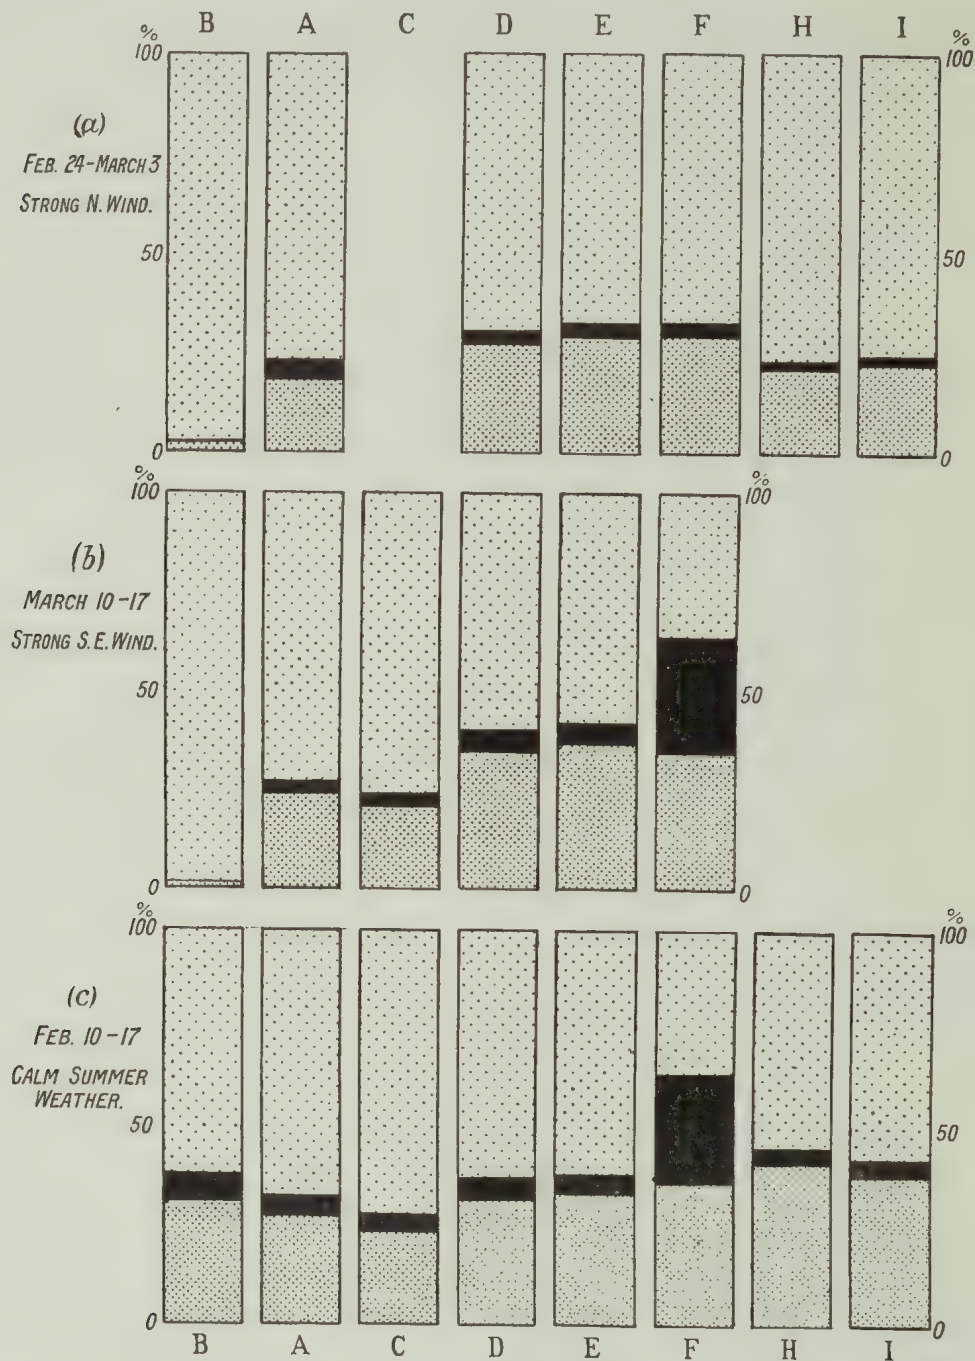 B A C D E F H I
%
100
50
0
%
100
50
0
(a)
FEB. 24-MARCH 3
STRONG N. WIND.
%
100
50
0
%
100
50
0
(b)
MARCH 10-17
STRONG S.E. WIND.
%
100
50
0
%
100
50
0
(c)
FEB. 10-17
CALM SUMMER
WEATHER.
B A C D E F H I